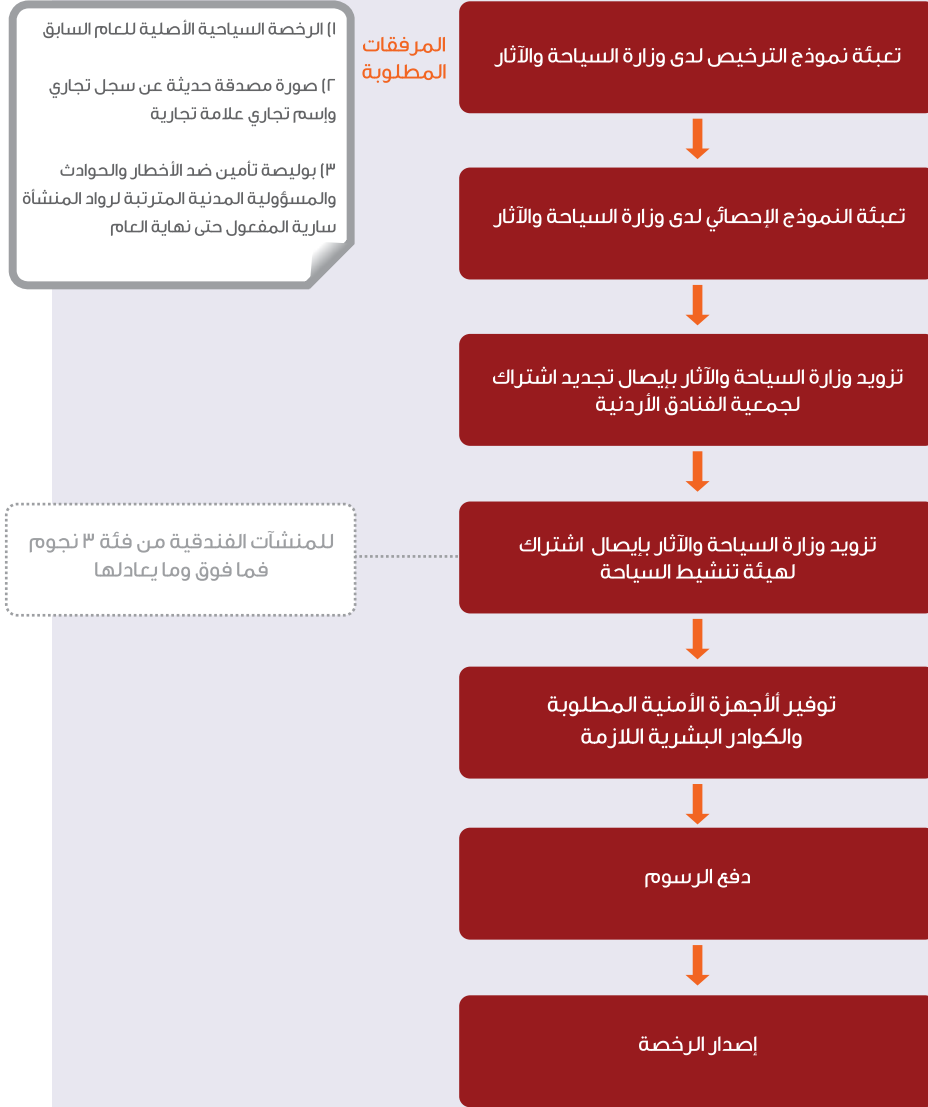 تعبئة نموذج الترخيص لدى وزارة السياحة والآثار
المرفقات
المطلوبة
١) الرخصة السياحية الأصلية للعام السابق
٢) صورة مصدقة حديثة عن سجل تجاري
وإسم تجاري علامة تجارية
٣) بوليصة تأمين ضد الأخطار والحوادث
والمسؤولية المدنية المترتبة لرواد المنشأة
سارية المفعول حتى نهاية العام
تعبئة النموذج الإحصائي لدى وزارة السياحة والآثار
تزويد وزارة السياحة والآثار بإيصال تجديد اشتراك
لجمعية الفنادق الأردنية
تزويد وزارة السياحة والآثار بإيصال اشتراك
لهيئة تنشيط السياحة
للمنشآت الفندقية من فئة ٣ نجوم
فما فوق وما يعادلها
توفير ألأجهزة الأمنية المطلوبة
والكوادر البشرية اللازمة
دفع الرسوم
إصدار الرخصة